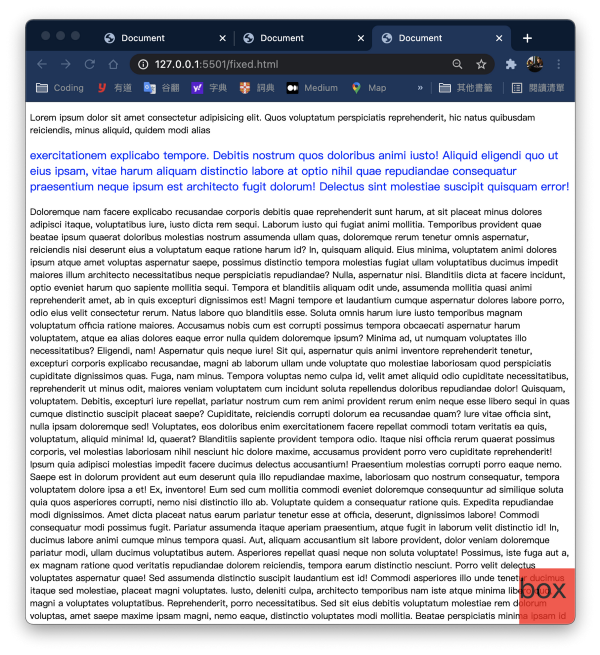 Document
Document
Document
127.0.0.1:5501/fixed.html
Coding
有道
谷翻
字典
詞典
Medium
Map
»
其他書籤
閱讀清單
Lorem ipsum dolor sit amet consectetur adipisicing elit. Quos voluptatum perspiciatis reprehenderit, hic natus quibusdam
reiciendis, minus aliquid, quidem modi alias
exercitationem explicabo tempore. Debitis nostrum quos doloribus animi iusto! Aliquid eligendi quo ut
eius ipsam, vitae harum aliquam distinctio labore at optio nihil quae repudiandae consequatur
praesentium neque ipsum est architecto fugit dolorum! Delectus sint molestiae suscipit quisquam error!
Doloremque nam facere explicabo recusandae corporis debitis quae reprehenderit sunt harum, at sit placeat minus dolores
adipisci itaque, voluptatibus iure, iusto dicta rem sequi. Laborum iusto qui fugiat animi mollitia. Temporibus provident quae
beatae ipsum quaerat doloribus molestias nostrum assumenda ullam quas, doloremque rerum tenetur omnis aspernatur,
reiciendis nisi deserunt eius a voluptatum eaque ratione harum id? In, quisquam aliquid. Eius minima, voluptatem animi dolores
ipsum atque amet voluptas aspernatur saepe, possimus distinctio tempora molestias fugiat ullam voluptatibus ducimus impedit
maiores illum architecto necessitatibus neque perspiciatis repudiandae? Nulla, aspernatur nisi. Blanditiis dicta at facere incidunt,
optio eveniet harum quo sapiente mollitia sequi. Tempora et blanditiis aliquam odit unde, assumenda mollitia quasi animi
reprehenderit amet, ab in quis excepturi dignissimos est! Magni tempore et laudantium cumque aspernatur dolores labore porro,
odio eius velit consectetur rerum. Natus labore quo blanditiis esse. Soluta omnis harum iure iusto temporibus magnam
voluptatum officia ratione maiores. Accusamus nobis cum est corrupti possimus tempora obcaecati aspernatur harum
voluptatem, atque ea alias dolores eaque error nulla quidem doloremque ipsum? Minima ad, ut numquam voluptates illo
necessitatibus? Eligendi, nam! Aspernatur quis neque iure! Sit qui, aspernatur quis animi inventore reprehenderit tenetur,
excepturi corporis explicabo recusandae, magni ab laborum ullam unde voluptate quo molestiae laboriosam quod perspiciatis
cupiditate dignissimos quas. Fuga, nam minus. Tempora voluptas nemo culpa id, velit amet aliquid odio cupiditate necessitatibus,
reprehenderit ut minus odit, maiores veniam voluptatem cum incidunt soluta repellendus doloribus repudiandae dolor! Quisquam,
voluptatem. Debitis, excepturi iure repellat, pariatur nostrum cum rem animi provident rerum enim neque esse libero sequi in quas
cumque distinctio suscipit placeat saepe? Cupiditate, reiciendis corrupti dolorum ea recusandae quam? Iure vitae officia sint,
nulla ipsam doloremque sed! Voluptates, eos doloribus enim exercitationem facere repellat commodi totam veritatis ea quis,
voluptatum, aliquid minima! Id, quaerat? Blanditiis sapiente provident tempora odio. Itaque nisi officia rerum quaerat possimus
corporis, vel molestias laboriosam nihil nesciunt hic dolore maxime, accusamus provident porro vero cupiditate reprehenderit!
Ipsum quia adipisci molestias impedit facere ducimus delectus accusantium! Praesentium molestias corrupti porro eaque nemo.
Saepe est in dolorum provident aut eum deserunt quia illo repudiandae maxime, laboriosam quo nostrum consequatur, tempora
voluptatem dolore ipsa a et! Ex, inventore! Eum sed cum mollitia commodi eveniet doloremque consequuntur ad similique soluta
quia quos asperiores corrupti, nemo nisi distinctio illo ab. Voluptate quidem a consequatur ratione quis. Expedita repudiandae
modi dignissimos. Amet dicta placeat natus earum pariatur tenetur esse at officia, deserunt, dignissimos labore! Commodi
consequatur modi possimus fugit. Pariatur assumenda itaque aperiam praesentium, atque fugit in laborum velit distinctio id! In,
ducimus labore animi cumque minus tempora quasi. Aut, aliquam accusantium sit labore provident dolor, dolor veniam doloremque
pariatur modi, ullam ducimus voluptatibus autem. Asperiores repellat quasi neque non soluta voluptate! Possimus, iste fuga aut a,
ex magnam ratione quod veritatis repudiandae dolorem reiciendis, tempora earum distinctio nesciunt. Porro velit delectus
voluptates aspernatur quae! Sed assumenda distinctio suscipit laudantium est id! Commodi asperiores illo unde tenetur ducimus
itaque sed molestiae, placeat magni voluptates. Iusto, deleniti culpa, architecto temporibus nam iste atque minima libero quod
magni a voluptates voluptatibus. Reprehenderit, porro necessitatibus. Sed sit eius debitis voluptatum molestiae rem dolorum
voluptas, amet saepe maxime ipsam magni, nemo eaque, distinctio voluptates modi mollitia. Beatae perspiciatis minima ipsam id
box